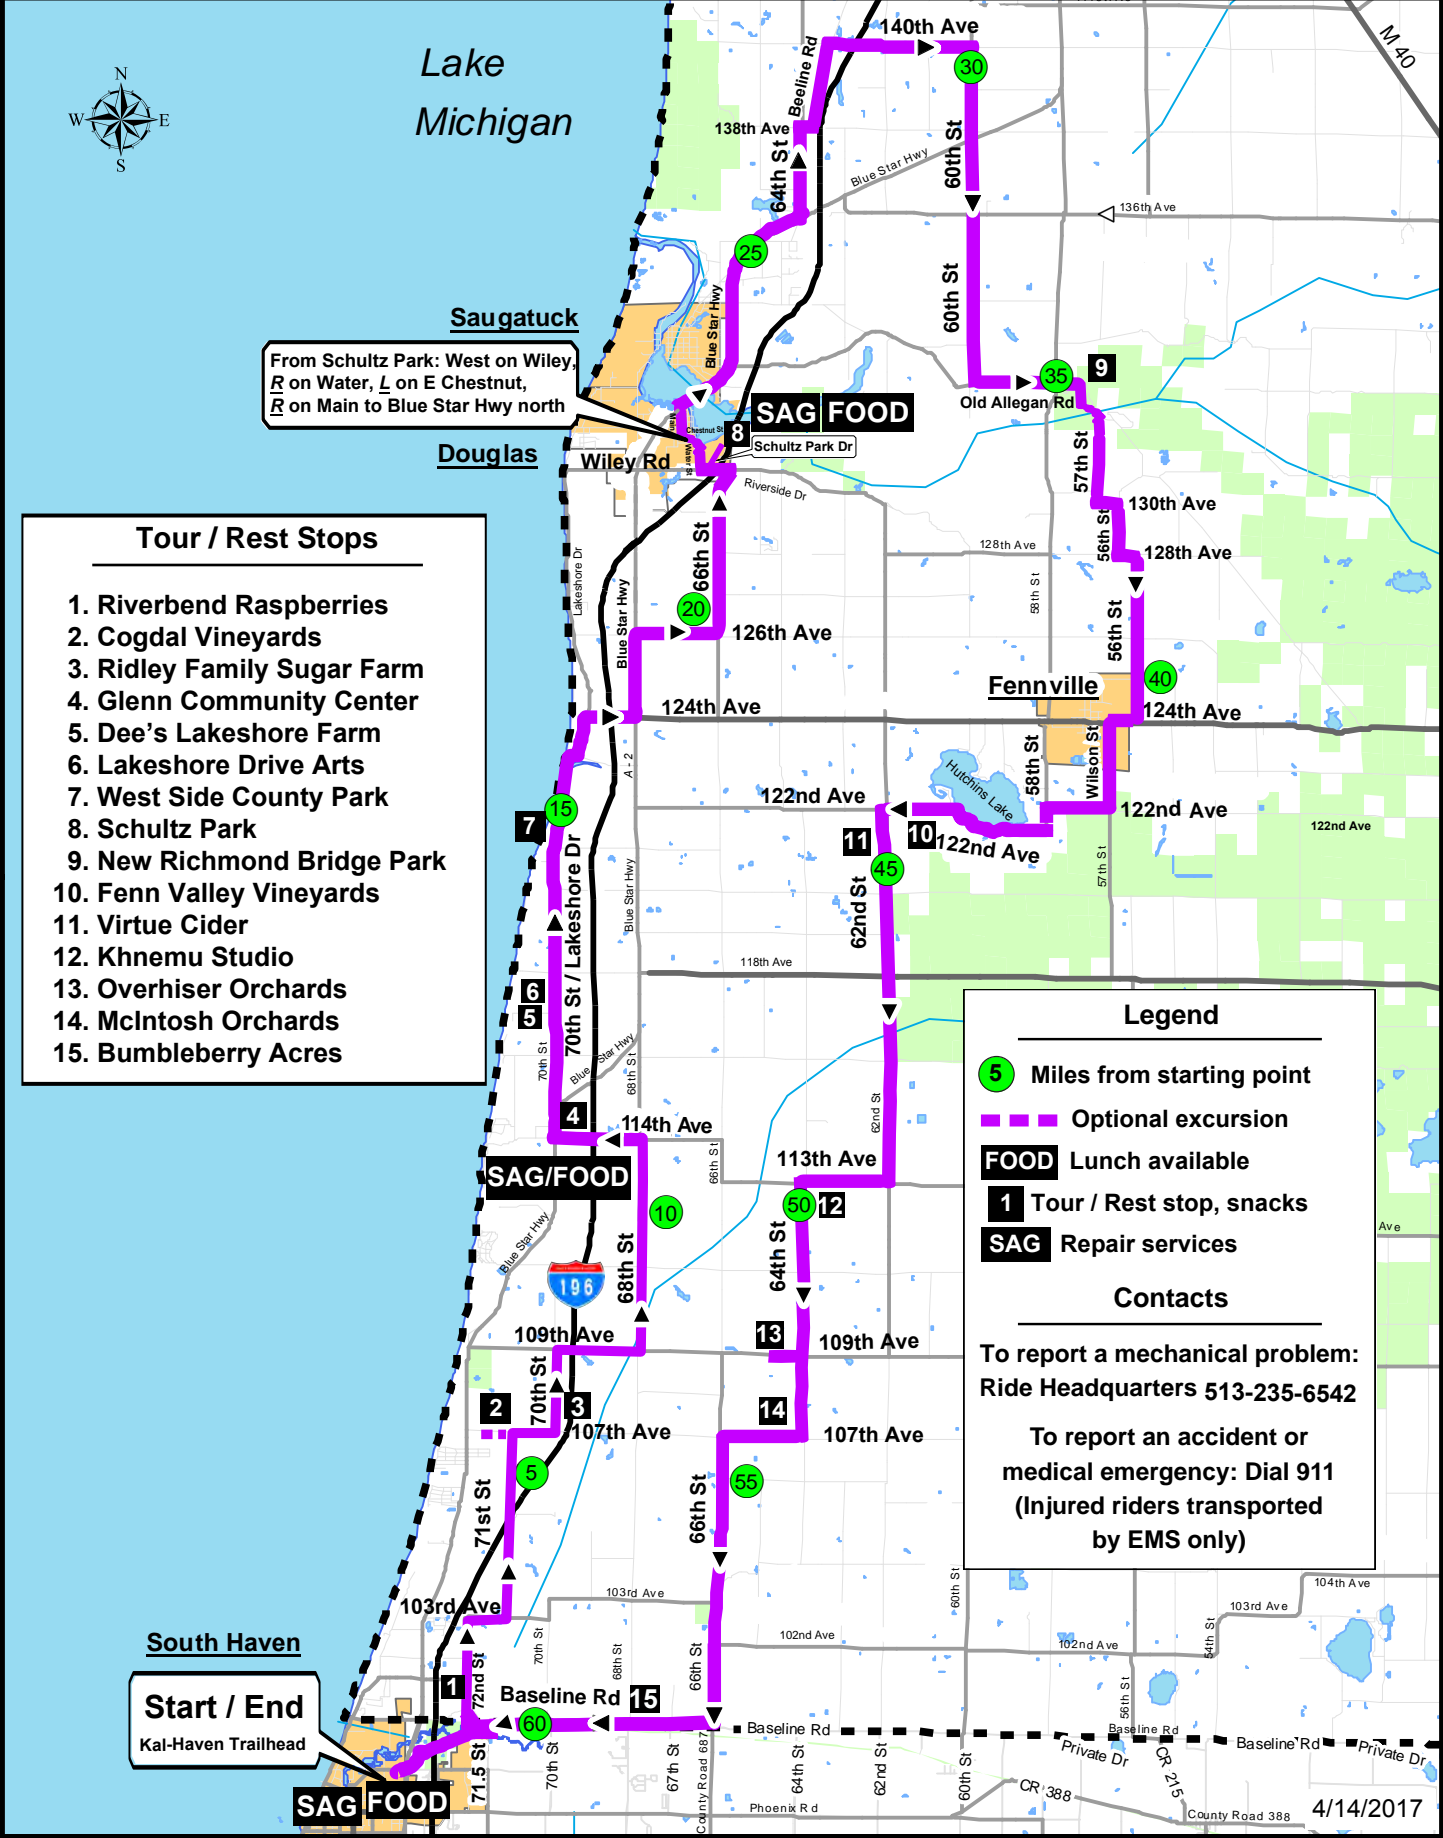 140th Ave
M 40
Lake
Michigan
N
W E
S
30
Beeline Rd
138th Ave
64th St
Blue Star Hwy
60th St
136th Ave
25
60th St
Saugatuck
Blue Star Hwy
From Schultz Park: West on Wiley,
R on Water, L on E Chestnut,
R on Main to Blue Star Hwy north
35
9
Old Allegan Rd
SAG FOOD
Main
Chestnut St
8
Schultz Park Dr
Water St
Douglas
Wiley Rd
57th St
Riverside Dr
130th Ave
56th St
128th Ave
128th Ave
66th St
Lakeshore Dr
58th St
Tour / Rest Stops
1. Riverbend Raspberries
2. Cogdal Vineyards
3. Ridley Family Sugar Farm
4. Glenn Community Center
5. Dee's Lakeshore Farm
6. Lakeshore Drive Arts
7. West Side County Park
8. Schultz Park
9. New Richmond Bridge Park
10. Fenn Valley Vineyards
11. Virtue Cider
12. Khnemu Studio
13. Overhiser Orchards
14. McIntosh Orchards
15. Bumbleberry Acres
20
126th Ave
Blue Star Hwy
56th St
40
Fennville
124th Ave
124th Ave
A - 2
58th St
Wilson St
Hutchins Lake
122nd Ave
122nd Ave
122nd Ave
15
7
11
10
122nd Ave
45
57th St
70th St / Lakeshore Dr
Blue Star Hwy
62nd St
118th Ave
6
5
70th St
Blue Star Hwy
68th St
62nd St
4
114th Ave
66th St
113th Ave
SAG/FOOD
10
50
12
Blue Star Hwy
68th St
64th St
196
109th Ave
13
109th Ave
70th St
2
3
14
107th Ave
107th Ave
5
55
71st St
66th St
Legend
5 Miles from starting point
Optional excursion
FOOD Lunch available
1 Tour / Rest stop, snacks
SAG Repair services
Ave
Contacts
To report a mechanical problem:
Ride Headquarters 513-235-6542
To report an accident or
medical emergency: Dial 911
(Injured riders transported
by EMS only)
103rd Ave
103rd Ave
60th St
104th Ave
103rd Ave
102nd Ave
102nd Ave
54th St
South Haven
70th St
68th St
66th St
56th St
Start / End
Kal-Haven Trailhead
1
72nd St
Baseline Rd
15
60
Baseline Rd
Baseline Rd
Baseline Rd
Private Dr
Private Dr
71.5 St
70th St
67th St
County Road 687
64th St
62nd St
60th St
CR 388
CR 215
SAG FOOD
Phoenix Rd
County Road 388
4/14/2017